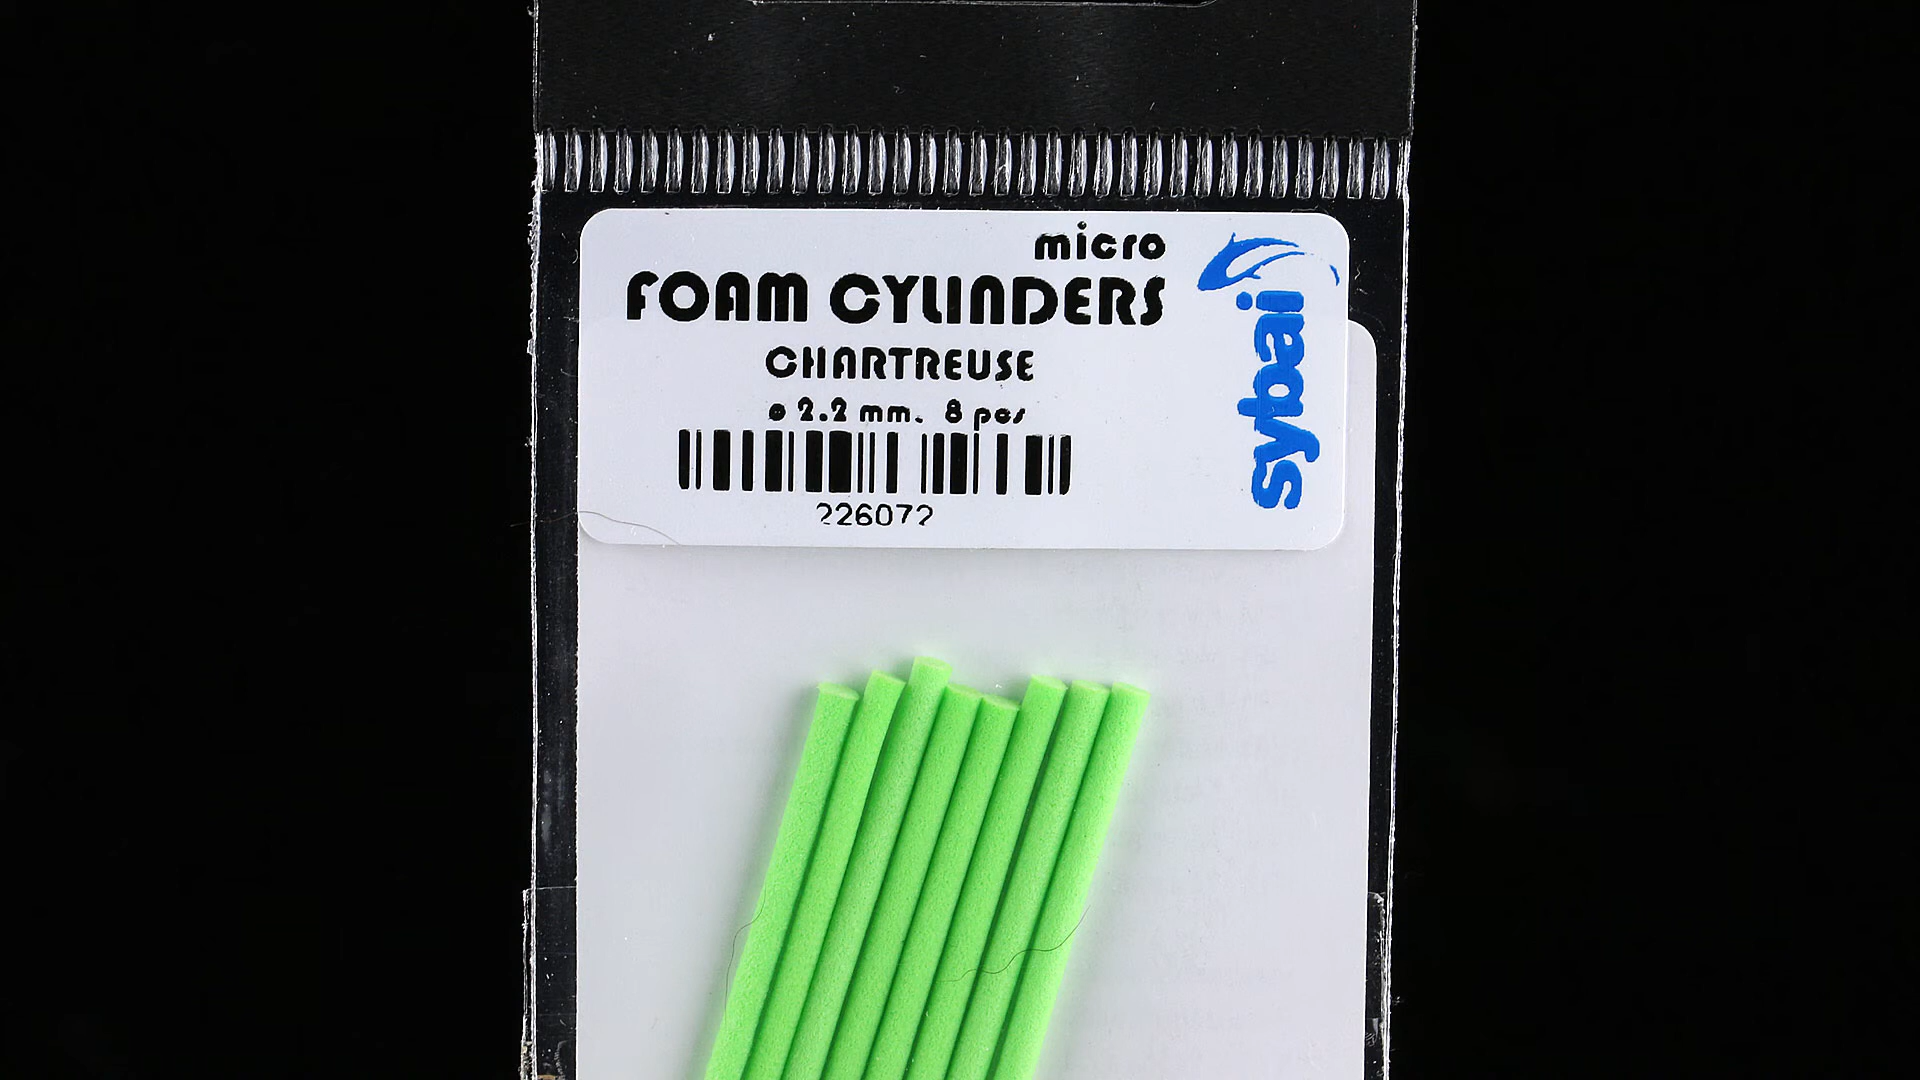 micro
FOAM CYLINDERS
CHARTREUSE
ø 2.2 mm. 8 pcs
226072
sybai